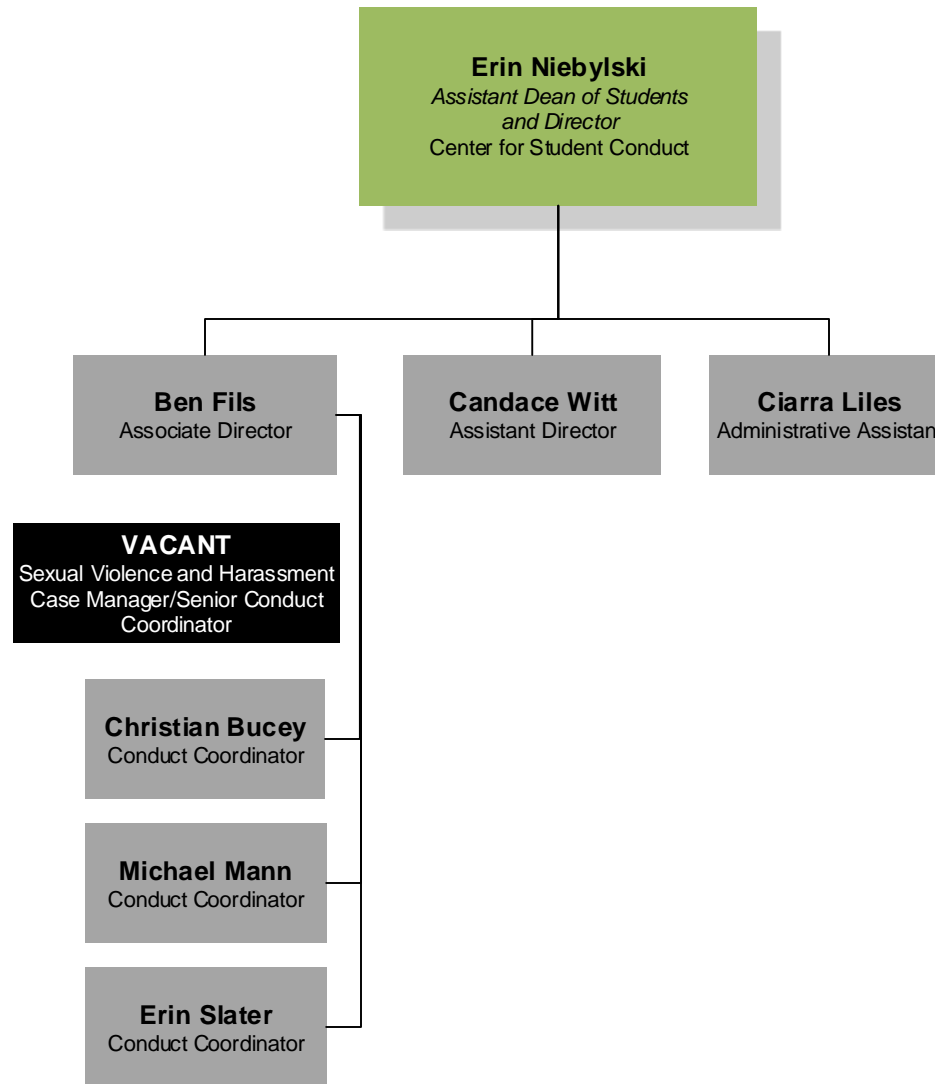 Erin Niebylski
Assistant Dean of Students
and Director
Center for Student Conduct
Ben Fils
Associate Director
Candace Witt
Assistant Director
Ciarra Liles
Administrative Assistan
VACANT
Sexual Violence and Harassment
Case Manager/Senior Conduct
Coordinator
Christian Bucey
Conduct Coordinator
Michael Mann
Conduct Coordinator
Erin Slater
Conduct Coordinator